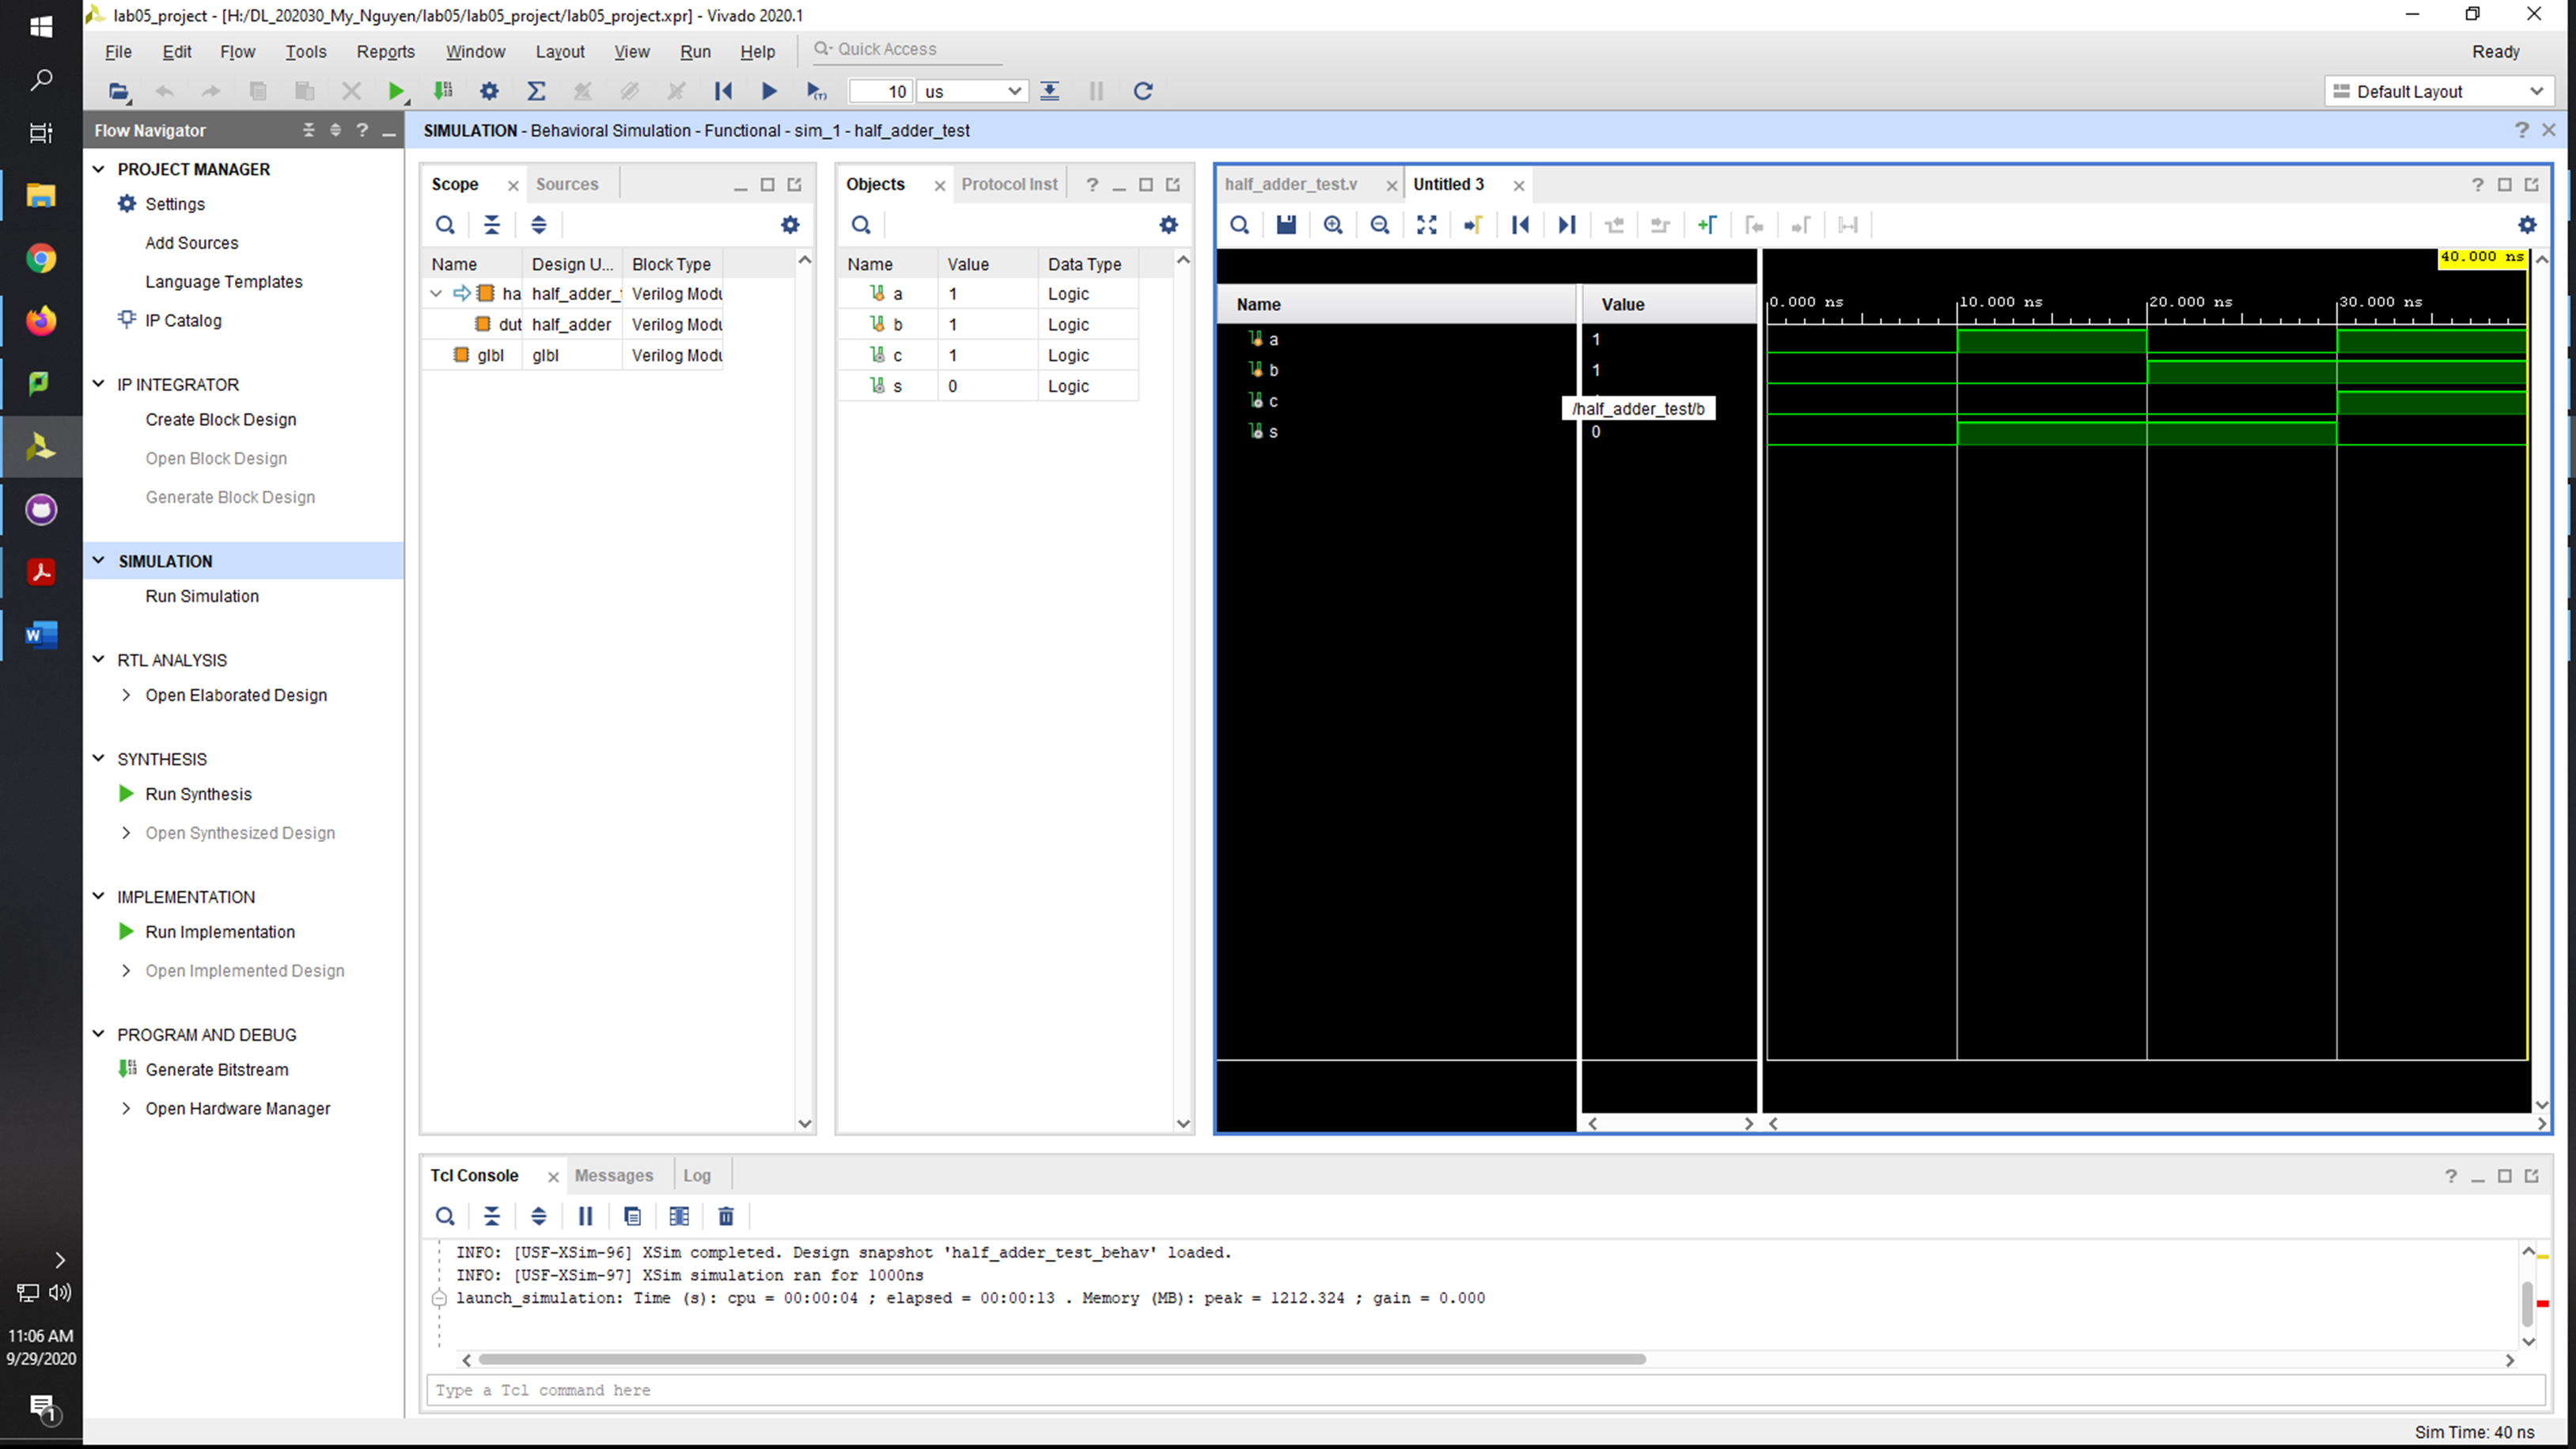 lab05_project - [H:/DL_202030_My_Nguyen/lab05/lab05_project/lab05_project.xpr] - Vivado 2020.1
File Edit Flow Tools Reports Window Layout View Run Help Quick Access Ready
10 us Default Layout
Flow Navigator
PROJECT MANAGER
Settings
Add Sources
Language Templates
IP Catalog
IP INTEGRATOR
Create Block Design
Open Block Design
Generate Block Design
SIMULATION
Run Simulation
RTL ANALYSIS
Open Elaborated Design
SYNTHESIS
Run Synthesis
Open Synthesized Design
IMPLEMENTATION
Run Implementation
Open Implemented Design
PROGRAM AND DEBUG
Generate Bitstream
Open Hardware Manager
SIMULATION - Behavioral Simulation - Functional - sim_1 - half_adder_test
Scope Sources
Name Design U... Block Type
ha half_adder_ Verilog Modu
dut half_adder Verilog Modu
glbl glbl Verilog Modu
Objects Protocol Inst
Name Value Data Type
a 1 Logic
b 1 Logic
c 1 Logic
s 0 Logic
half_adder_test.v Untitled 3
40.000 ns
Name Value 0.000 ns 10.000 ns 20.000 ns 30.000 ns
a 1
b 1
c
/half_adder_test/b
s 0
Tcl Console Messages Log
INFO: [USF-XSim-96] XSim completed. Design snapshot 'half_adder_test_behav' loaded.
INFO: [USF-XSim-97] XSim simulation ran for 1000ns
launch_simulation: Time (s): cpu = 00:00:04 ; elapsed = 00:00:13 . Memory (MB): peak = 1212.324 ; gain = 0.000
Type a Tcl command here
Sim Time: 40 ns
11:06 AM
9/29/2020
1